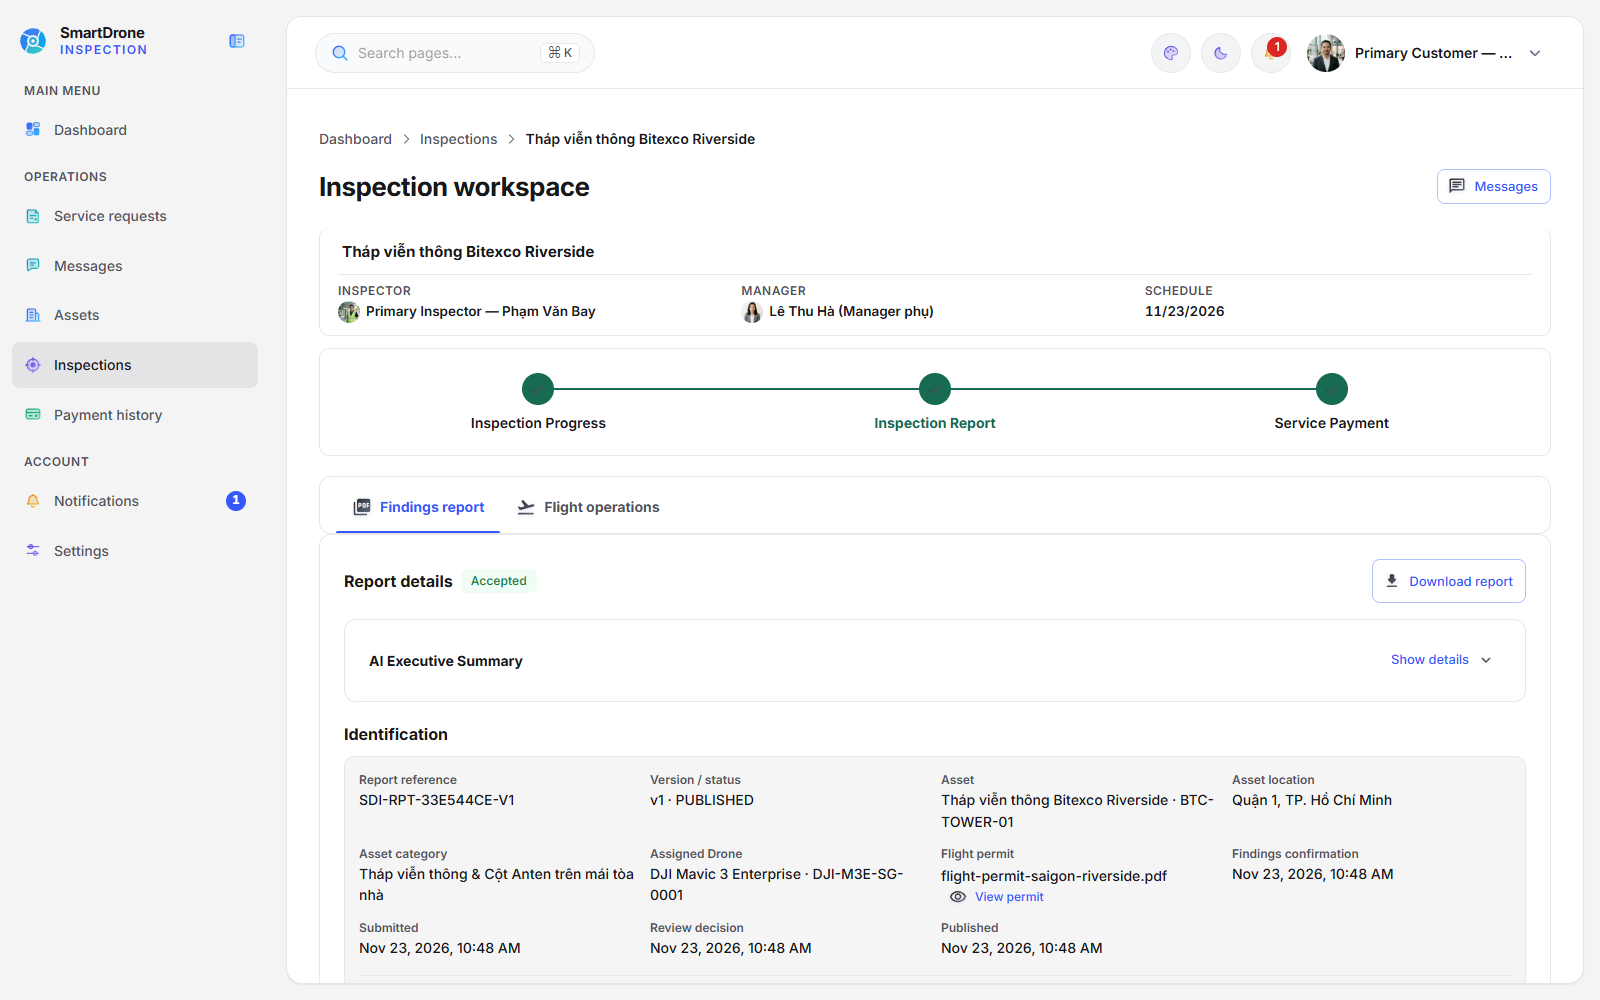 SmartDrone
INSPECTION
MAIN MENU
Dashboard
OPERATIONS
Service requests
Messages
Assets
Inspections
Payment history
ACCOUNT
Notifications
1
Settings
Search pages...
⌘ K
1
Primary Customer — ...
Dashboard > Inspections > Tháp viễn thông Bitexco Riverside
Inspection workspace
Messages
Tháp viễn thông Bitexco Riverside
INSPECTOR
Primary Inspector — Phạm Văn Bay
MANAGER
Lê Thu Hà (Manager phụ)
SCHEDULE
11/23/2026
Inspection Progress
Inspection Report
Service Payment
PDF
Findings report
Flight operations
Report details
Accepted
Download report
AI Executive Summary
Show details
Identification
Report reference
SDI-RPT-33E544CE-V1
Version / status
v1 · PUBLISHED
Asset
Tháp viễn thông Bitexco Riverside · BTC-
TOWER-01
Asset location
Quận 1, TP. Hồ Chí Minh
Asset category
Tháp viễn thông & Cột Anten trên mái tòa
nhà
Assigned Drone
DJI Mavic 3 Enterprise · DJI-M3E-SG-
0001
Flight permit
flight-permit-saigon-riverside.pdf
View permit
Findings confirmation
Nov 23, 2026, 10:48 AM
Submitted
Nov 23, 2026, 10:48 AM
Review decision
Nov 23, 2026, 10:48 AM
Published
Nov 23, 2026, 10:48 AM